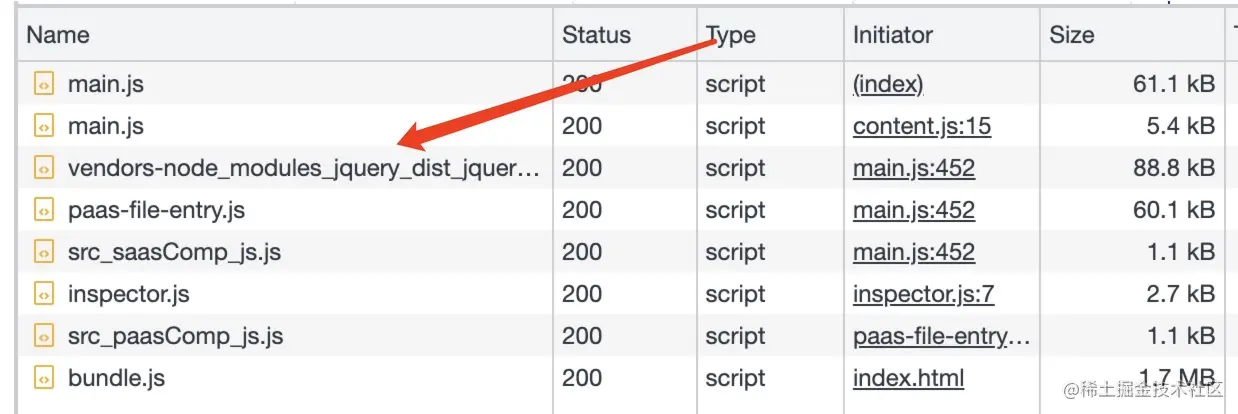 Name Status Type Initiator Size
main.js 200 script (index) 61.1 kB
main.js 200 script content.js:15 5.4 kB
vendors-node_modules_jquery_dist_jquer... 200 script main.js:452 88.8 kB
paas-file-entry.js 200 script main.js:452 60.1 kB
src_saasComp_js.js 200 script main.js:452 1.1 kB
inspector.js 200 script inspector.js:7 2.7 kB
src_paasComp_js.js 200 script paas-file-entry... 1.1 kB
bundle.js 200 script index.html 1.7 MB
@稀土掘金技术社区